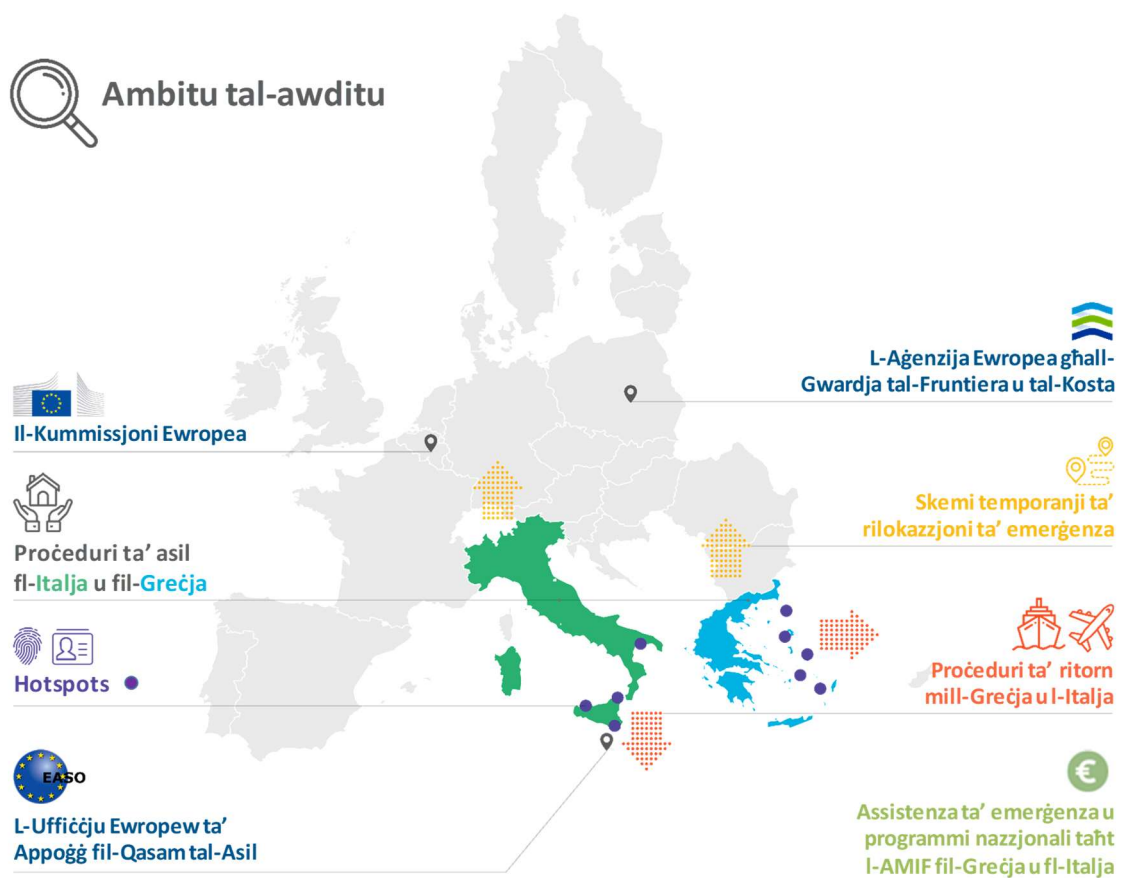 Ambitu tal-awditu
Il-Kummissjoni Ewropea
Proċeduri ta’ asil
fl-Italja u fil-Greċja
Hotspots
EASO
L-Uffiċċju Ewropew ta’
Appoġġ fil-Qasam tal-Asil
L-Aġenzija Ewropea għall-
Gwardja tal-Fruntiera u tal-Kosta
Skemi temporanji ta’
rilokazzjoni ta’ emerġenza
Proċeduri ta’ ritorn
mill-Greċja u l-Italja
€
Assistenza ta’ emerġenza u
programmi nazzjonali taħt
l-AMIF fil-Greċja u fl-Italja